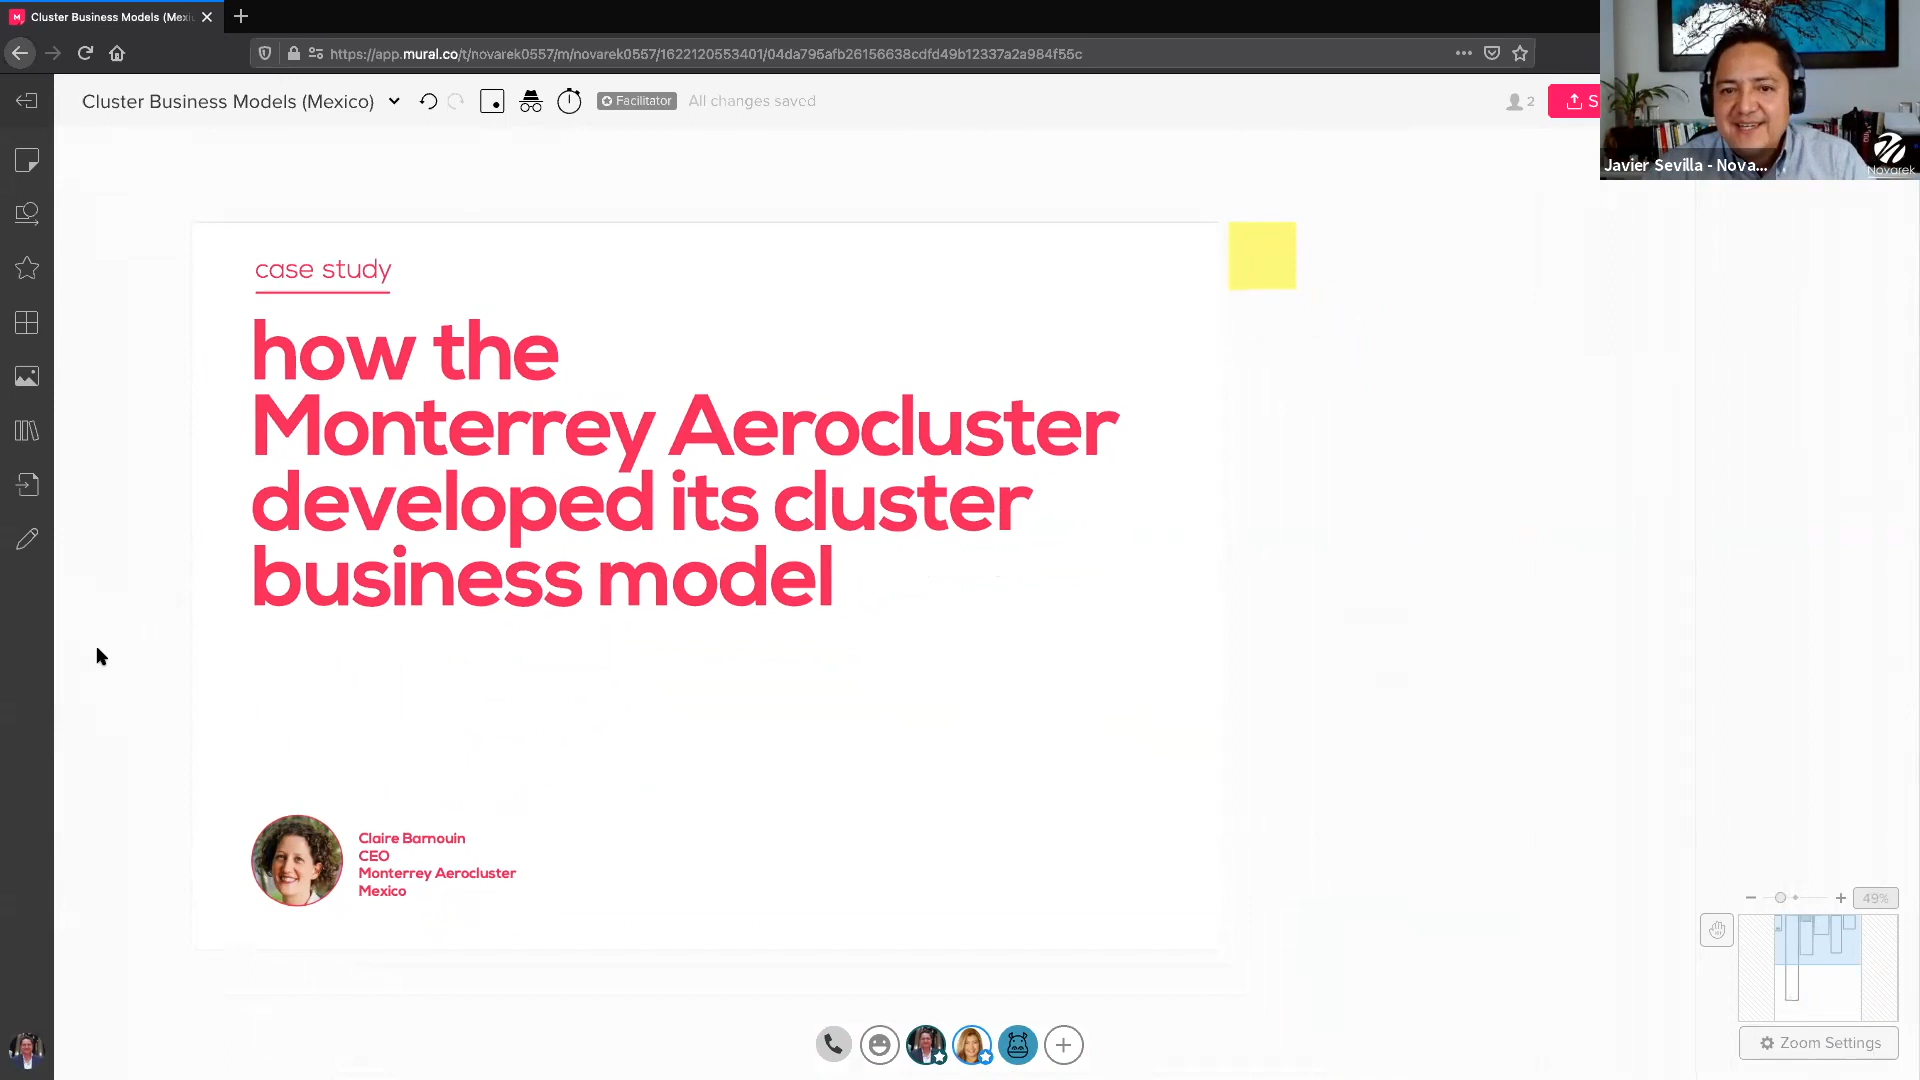 Cluster Business Models (Mexi
https://app.mural.co/t/novarek0557/m/novarek0557/1622120553401/04da795afb26156638cdfd49b12337a2a984f55c
Cluster Business Models (Mexico)
Facilitator
All changes saved
2
S
Javier Sevilla - Nova...
Novarek
case study
how the
Monterrey Aerocluster
developed its cluster
business model
Claire Barnouin
CEO
Monterrey Aerocluster
Mexico
49%
Zoom Settings